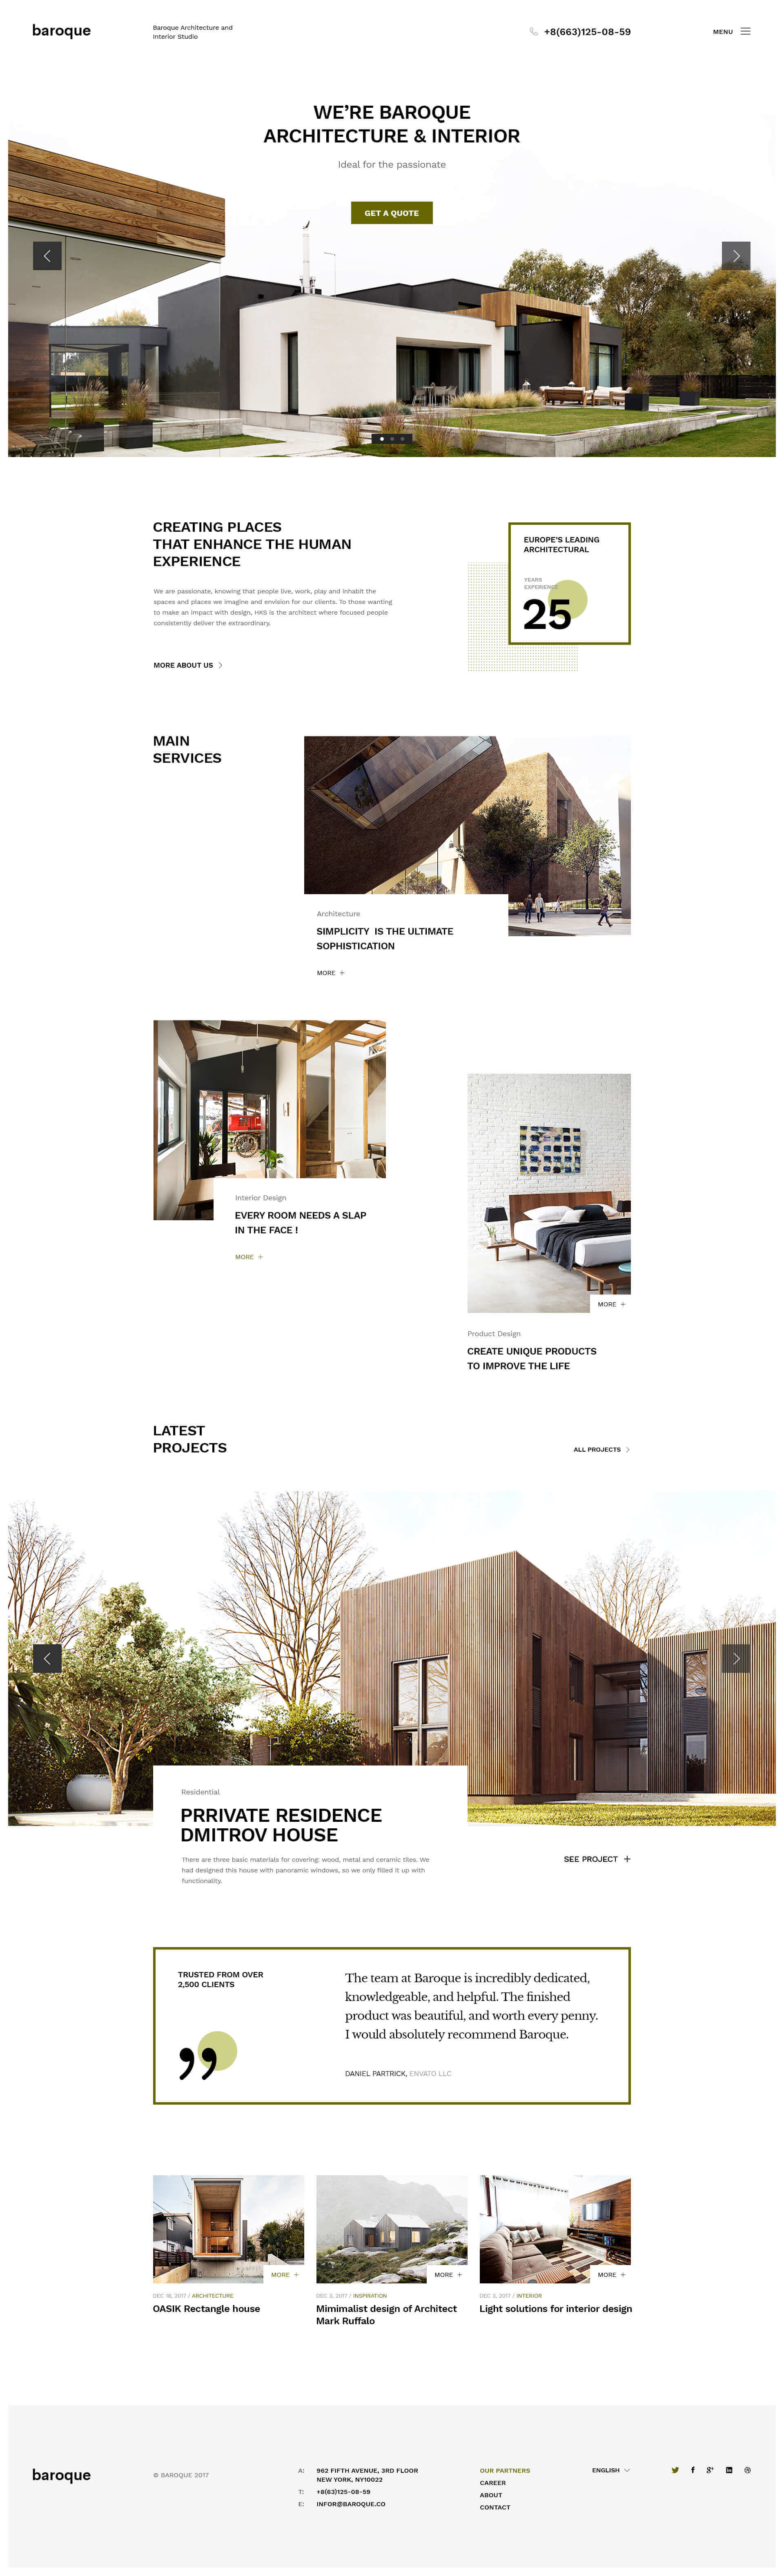 baroque
Baroque Architecture and
Interior Studio
+8(663)125-08-59
MENU
WE’RE BAROQUE
ARCHITECTURE & INTERIOR
Ideal for the passionate
GET A QUOTE
CREATING PLACES
THAT ENHANCE THE HUMAN
EXPERIENCE
We are passionate, knowing that people live, work, play and inhabit the
spaces and places we imagine and envision for our clients. To those wanting
to make an impact with design, HKS is the architect where focused people
consistently deliver the extraordinary.
MORE ABOUT US
EUROPE’S LEADING
ARCHITECTURAL
YEARS
EXPERIENCE
25
MAIN
SERVICES
Architecture
SIMPLICITY IS THE ULTIMATE
SOPHISTICATION
MORE +
Interior Design
EVERY ROOM NEEDS A SLAP
IN THE FACE !
MORE +
MORE +
Product Design
CREATE UNIQUE PRODUCTS
TO IMPROVE THE LIFE
LATEST
PROJECTS
ALL PROJECTS
Residential
PRRIVATE RESIDENCE
DMITROV HOUSE
There are three basic materials for covering: wood, metal and ceramic tiles. We
had designed this house with panoramic windows, so we only filled it up with
functionality.
SEE PROJECT +
TRUSTED FROM OVER
2,500 CLIENTS
”
The team at Baroque is incredibly dedicated,
knowledgeable, and helpful. The finished
product was beautiful, and worth every penny.
I would absolutely recommend Baroque.
DANIEL PARTRICK, ENVATO LLC
MORE +
DEC 18, 2017 / ARCHITECTURE
OASIK Rectangle house
MORE +
DEC 3, 2017 / INSPIRATION
Mimimalist design of Architect
Mark Ruffalo
MORE +
DEC 3, 2017 / INTERIOR
Light solutions for interior design
baroque
© BAROQUE 2017
A: 962 FIFTH AVENUE, 3RD FLOOR
NEW YORK, NY10022
T: +8(63)125-08-59
E: INFOR@BAROQUE.CO
OUR PARTNERS
CAREER
ABOUT
CONTACT
ENGLISH